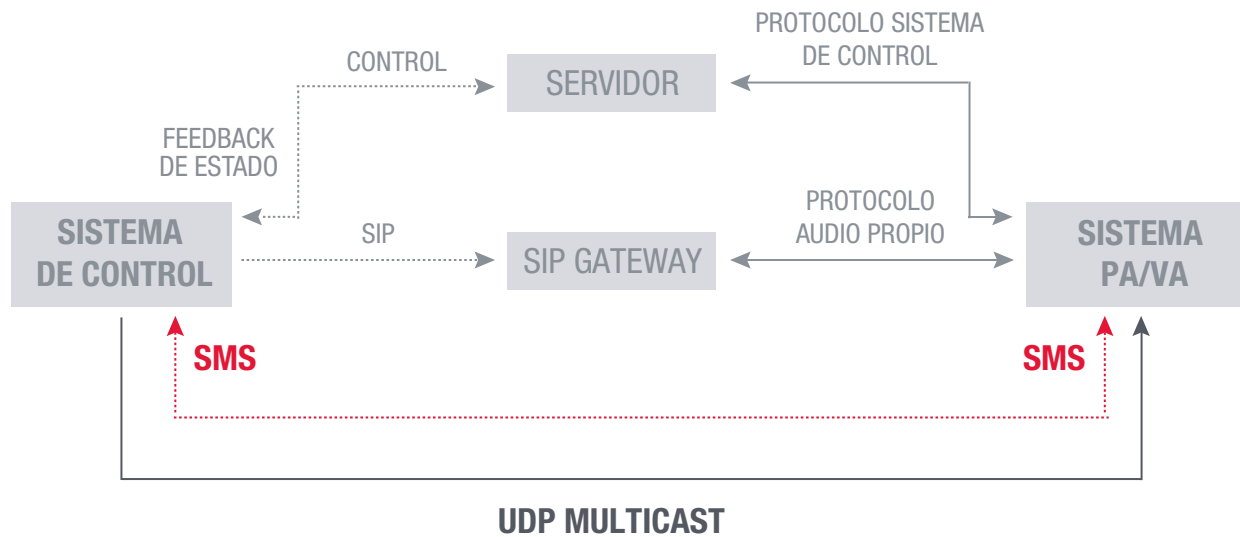 PROTOCOLO SISTEMA
DE CONTROL
CONTROL
SERVIDOR
FEEDBACK
DE ESTADO
SISTEMA
DE CONTROL
SIP
SIP GATEWAY
PROTOCOLO
AUDIO PROPIO
SISTEMA
PA/VA
SMS
SMS
UDP MULTICAST